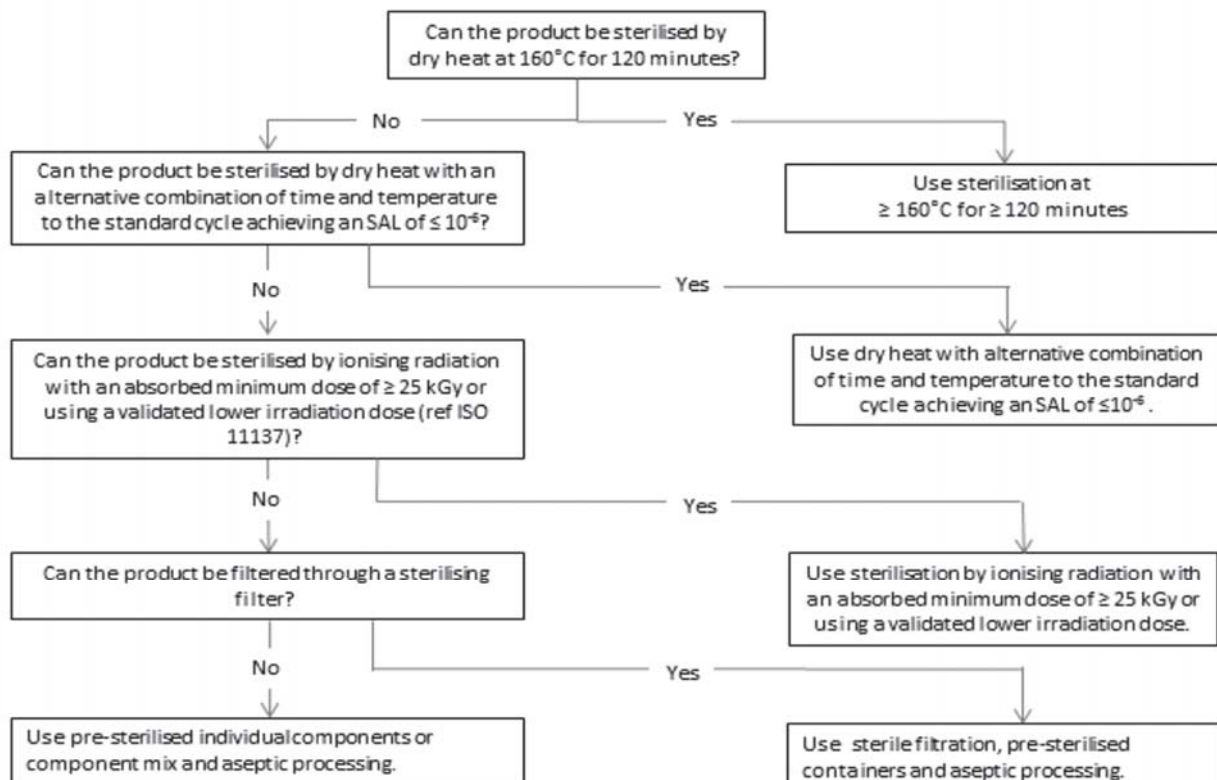 Can the product be sterilised by
dry heat at 160°C for 120 minutes?
No
Yes
Can the product be sterilised by dry heat with an
alternative combination of time and temperature
to the standard cycle achieving an SAL of ≤ 10⁻⁶?
Use sterilisation at
≥ 160°C for ≥ 120 minutes
No
Yes
Can the product be sterilised by ionising radiation
with an absorbed minimum dose of ≥ 25 kGy or
using a validated lower irradiation dose (ref ISO
11137)?
Use dry heat with alternative combination
of time and temperature to the standard
cycle achieving an SAL of ≤10⁻⁶.
No
Yes
Can the product be filtered through a sterilising
filter?
Use sterilisation by ionising radiation with
an absorbed minimum dose of ≥ 25 kGy or
using a validated lower irradiation dose.
No
Yes
Use pre-sterilised individual components or
component mix and aseptic processing.
Use sterile filtration, pre-sterilised
containers and aseptic processing.